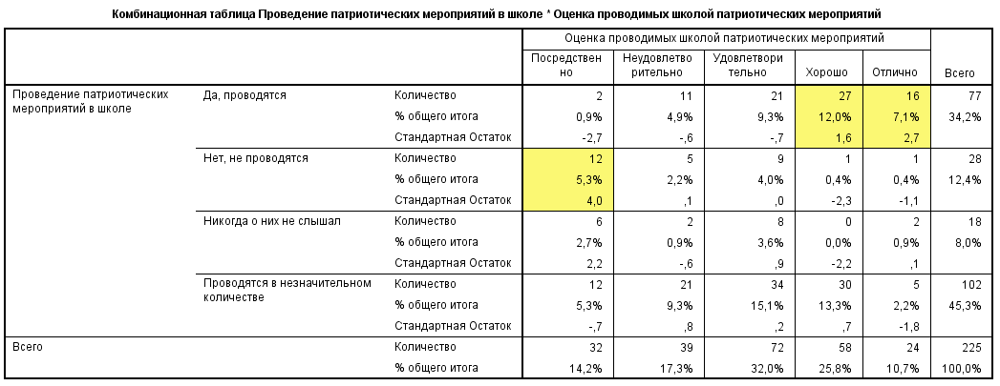 Комбинационная таблица Проведение патриотических мероприятий в школе * Оценка проводимых школой патриотических мероприятий
Оценка проводимых школой патриотических мероприятий
Посредствен Неудовлетво Удовлетвори
но рительно тельно Хорошо Отлично Всего
Проведение патриотических Да, проводятся Количество 2 11 21 27 16 77
мероприятий в школе % общего итога 0,9% 4,9% 9,3% 12,0% 7,1% 34,2%
Стандартная Остаток -2,7 -,6 -,7 1,6 2,7
Нет, не проводятся Количество 12 5 9 1 1 28
% общего итога 5,3% 2,2% 4,0% 0,4% 0,4% 12,4%
Стандартная Остаток 4,0 ,1 ,0 -2,3 -1,1
Никогда о них не слышал Количество 6 2 8 0 2 18
% общего итога 2,7% 0,9% 3,6% 0,0% 0,9% 8,0%
Стандартная Остаток 2,2 -,6 ,9 -2,2 ,1
Проводятся в незначительном Количество 12 21 34 30 5 102
количестве % общего итога 5,3% 9,3% 15,1% 13,3% 2,2% 45,3%
Стандартная Остаток -,7 ,8 ,2 ,7 -1,8
Всего Количество 32 39 72 58 24 225
% общего итога 14,2% 17,3% 32,0% 25,8% 10,7% 100,0%